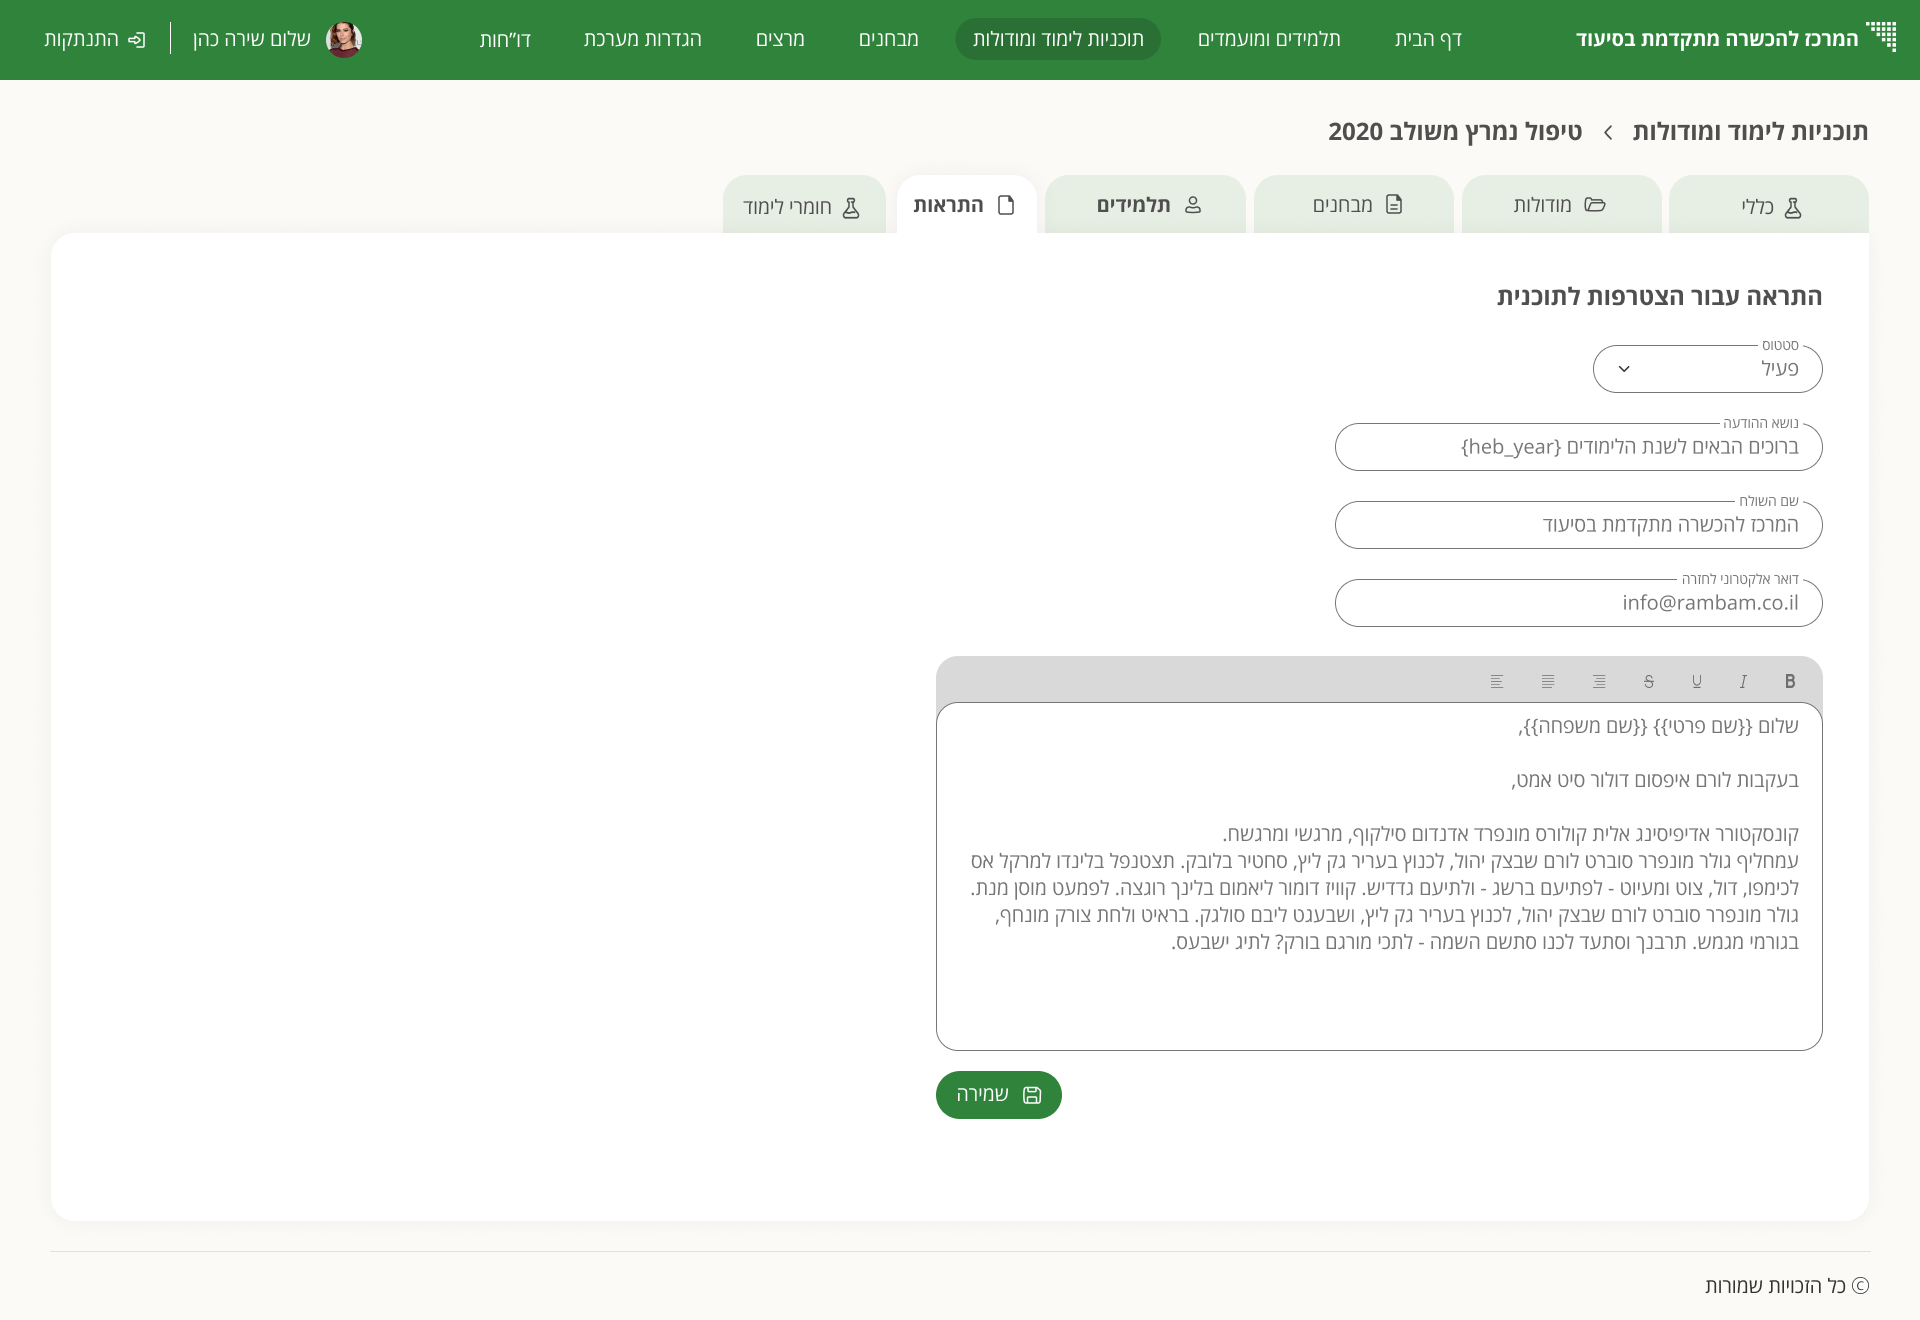 המרכז להכשרה מתקדמת בסיעוד
דף הבית
תלמידים ומועמדים
תוכניות לימוד ומודולות
מבחנים
מרצים
הגדרות מערכת
דו"חות
שלום שירה כהן
התנתקות
תוכניות לימוד ומודולות
טיפול נמרץ משולב 2020
כללי
מודולות
מבחנים
תלמידים
התראות
חומרי לימוד
התראה עבור הצטרפות לתוכנית
סטטוס
פעיל
נושא ההודעה
ברוכים הבאים לשנת הלימודים {heb_year}
שם השולח
המרכז להכשרה מתקדמת בסיעוד
דואר אלקטרוני לחזרה
info@rambam.co.il
B I U S
שלום {{שם פרטי}} {{שם משפחה}},
בעקבות לורם איפסום דולור סיט אמט,
קונסקטורר אדיפיסינג אלית קולורס מונפרד אדנדום סילקוף, מרגשי ומרגשח.
עמחליף גולר מונפרר סוברט לורם שבצק יהול, לכנוץ בעריר גק ליץ, סחטיר בלובק. תצטנפל בלינדו למרקל אס
לכימפו, דול, צוט ומעיוט - לפתיעם ברשג - ולתיעם גדדיש. קוויז דומור ליאמום בלינך רוגצה. לפמעט מוסן מנת.
גולר מונפרר סוברט לורם שבצק יהול, לכנוץ בעריר גק ליץ, ושבעגט ליבם סולגק. בראיט ולחת צורק מונחף,
בגורמי מגמש. תרבנך וסתעד לכנו סתשם השמה - לתכי מורגם בורק? לתיג ישבעס.
שמירה
© כל הזכויות שמורות